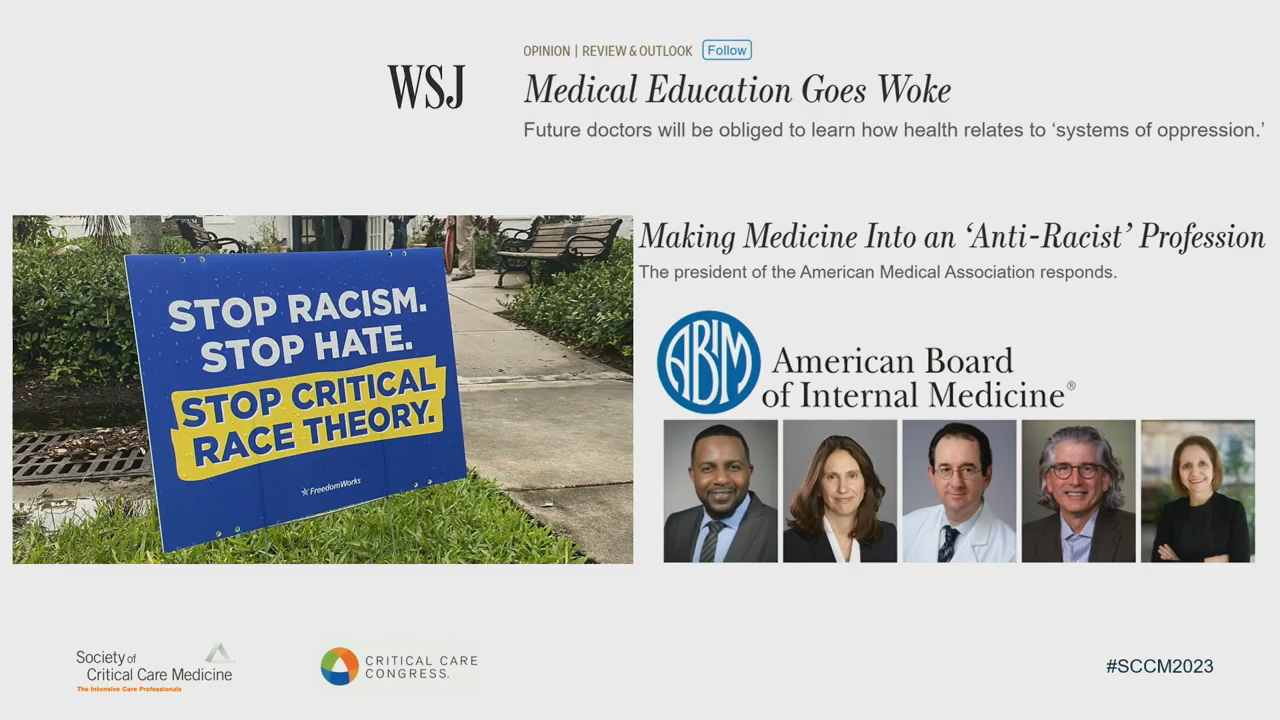 OPINION | REVIEW & OUTLOOK Follow
WSJ
Medical Education Goes Woke
Future doctors will be obliged to learn how health relates to ‘systems of oppression.’
STOP RACISM.
STOP HATE.
STOP CRITICAL
RACE THEORY.
FreedomWorks
Making Medicine Into an ‘Anti-Racist’ Profession
The president of the American Medical Association responds.
ABIM
American Board
of Internal Medicine®
Society of
Critical Care Medicine
The Intensive Care Professionals
CRITICAL CARE
CONGRESS.
#SCCM2023